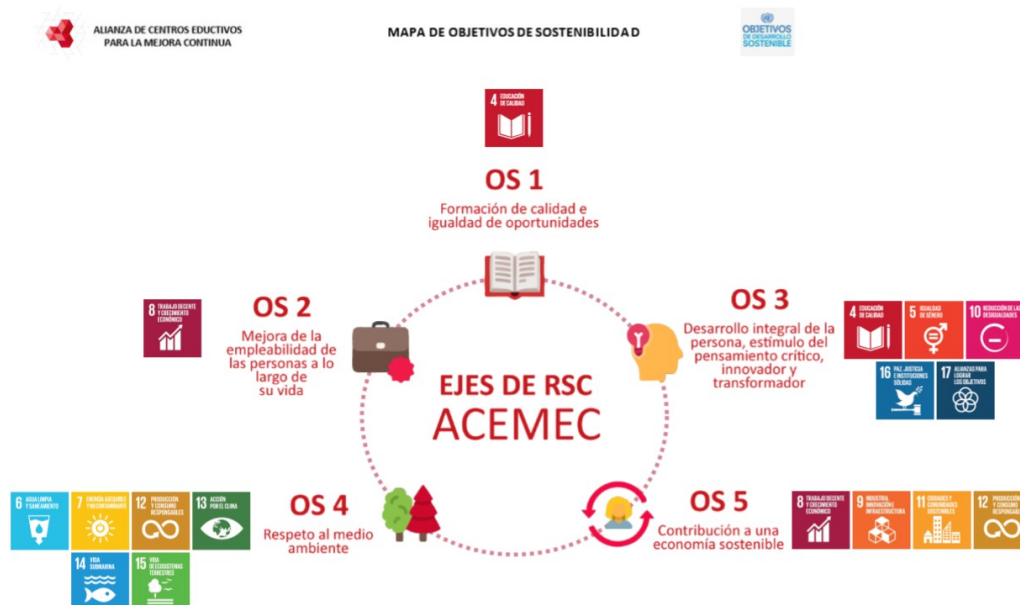 ALIANZA DE CENTROS EDUCTIVOS
PARA LA MEJORA CONTINUA
MAPA DE OBJETIVOS DE SOSTENIBILIDAD
OBJETIVOS
DE DESARROLLO
SOSTENIBLE
4 EDUCACIÓN
DE CALIDAD
OS 1
Formación de calidad e
igualdad de oportunidades
8 TRABAJO DECENTE
Y CRECIMIENTO
ECONÓMICO
OS 2
Mejora de la
empleabilidad de
las personas a lo
largo de
su vida
OS 3
Desarrollo integral de la
persona, estímulo del
pensamiento crítico,
innovador y
transformador
4 EDUCACIÓN
DE CALIDAD
5 IGUALDAD
DE GÉNERO
10 REDUCCIÓN DE LAS
DESIGUALDADES
16 PAZ, JUSTICIA
E INSTITUCIONES
SÓLIDAS
17 ALIANZAS PARA
LOGRAR
LOS OBJETIVOS
EJES DE RSC
ACEMEC
6 AGUA LIMPIA
Y SANEAMIENTO
7 ENERGÍA ASEQUIBLE
Y NO CONTAMINANTE
12 PRODUCCIÓN
Y CONSUMO
RESPONSABLES
13 ACCIÓN
POR EL CLIMA
14 VIDA
SUBMARINA
15 VIDA
DE ECOSISTEMAS
TERRESTRES
OS 4
Respeto al medio
ambiente
OS 5
Contribución a una
economía sostenible
8 TRABAJO DECENTE
Y CRECIMIENTO
ECONÓMICO
9 INDUSTRIA,
INNOVACIÓN E
INFRAESTRUCTURA
11 CIUDADES Y
COMUNIDADES
SOSTENIBLES
12 PRODUCCIÓN
Y CONSUMO
RESPONSABLES